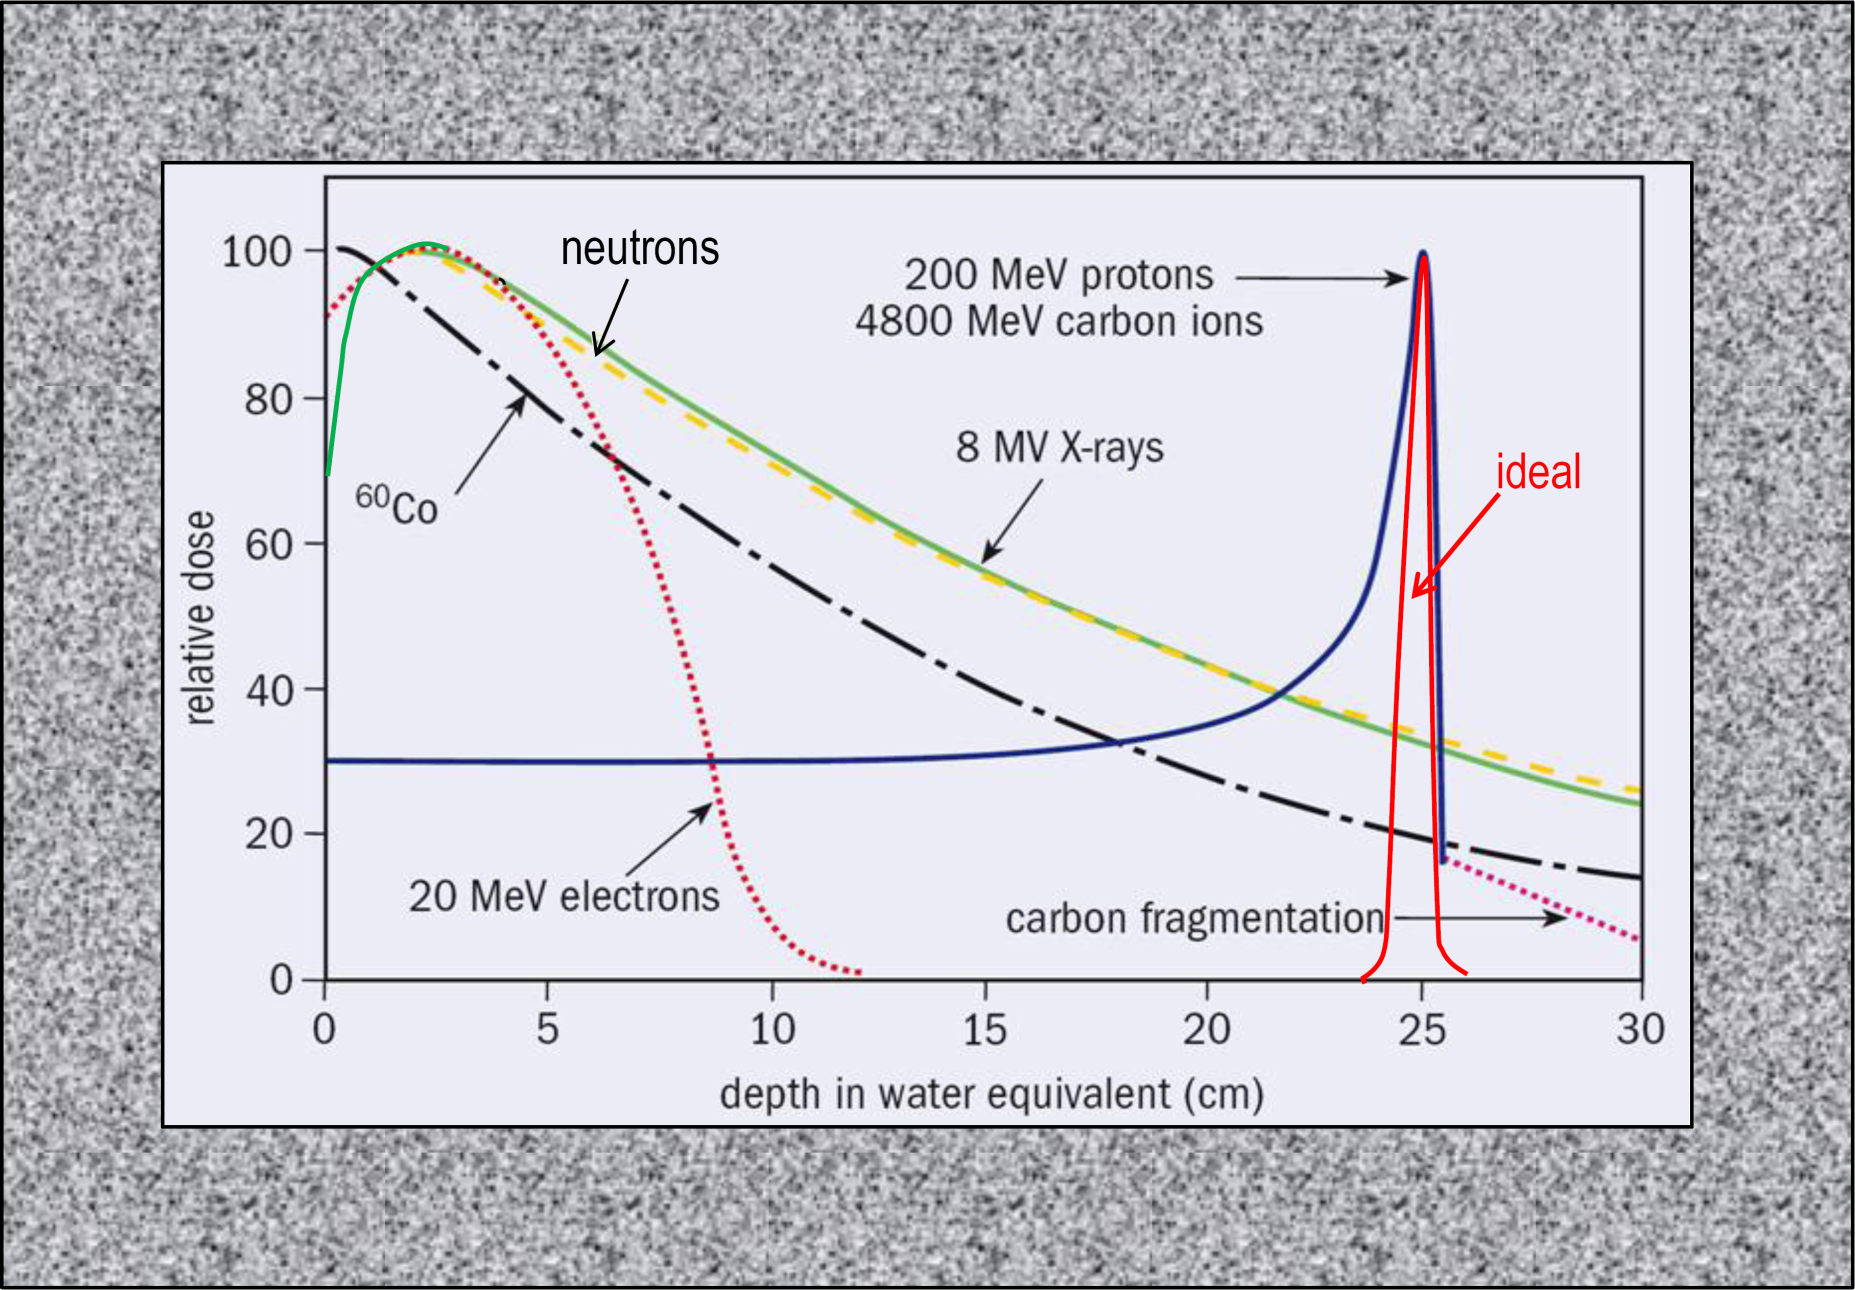 neutrons
200 MeV protons
4800 MeV carbon ions
8 MV X-rays
ideal
⁶⁰Co
20 MeV electrons
carbon fragmentation
relative dose
100
80
60
40
20
0
0 5 10 15 20 25 30
depth in water equivalent (cm)